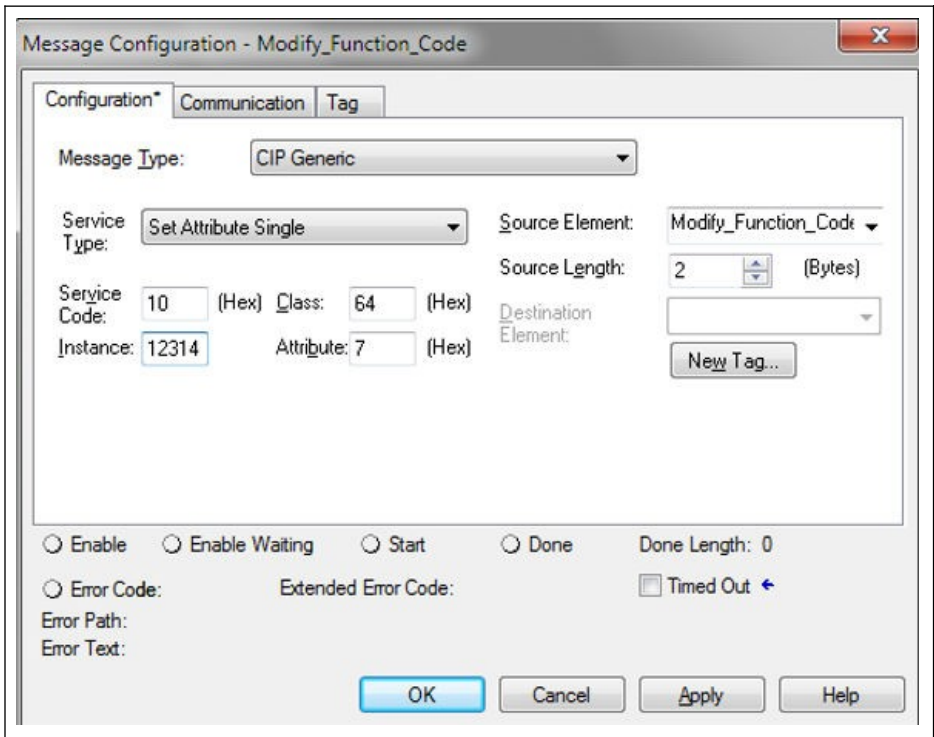 Message Configuration - Modify_Function_Code
Configuration* Communication Tag
Message Type: CIP Generic
Service Type: Set Attribute Single Source Element: Modify_Function_Code
Source Length: 2 (Bytes)
Service Code: 10 (Hex) Class: 64 (Hex) Destination Element:
Instance: 12314 Attribute: 7 (Hex)
New Tag...
Enable Enable Waiting Start Done Done Length: 0
Error Code: Extended Error Code: Timed Out
Error Path:
Error Text:
OK Cancel Apply Help